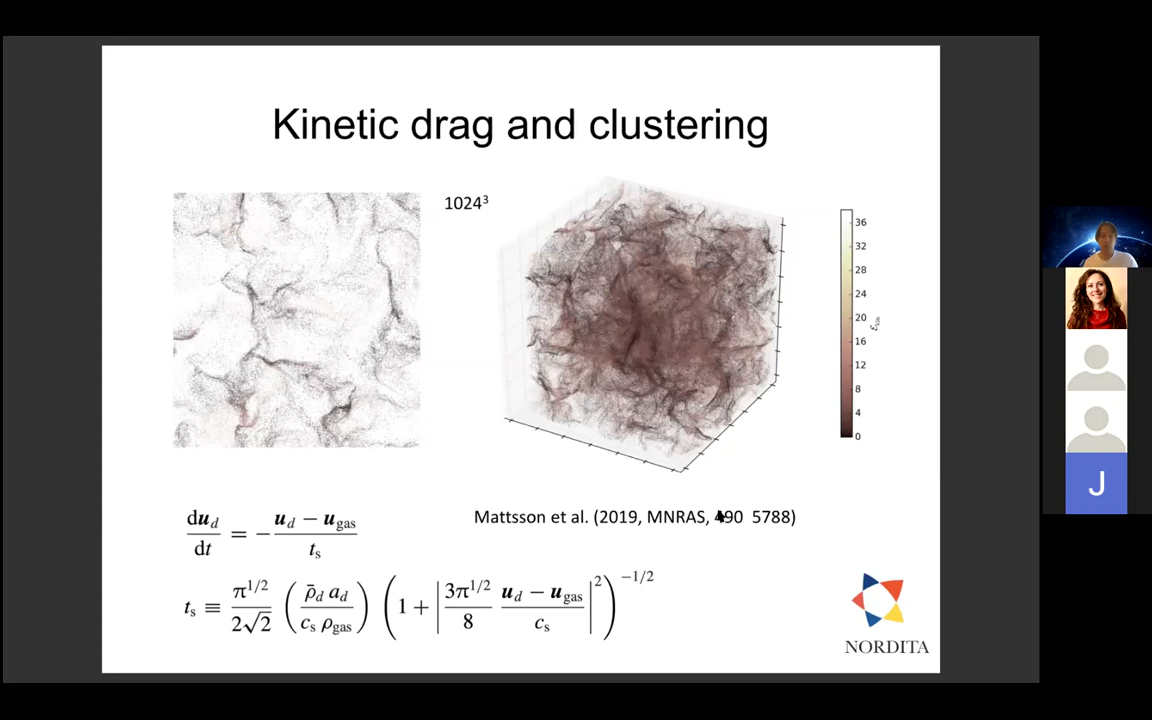 Kinetic drag and clustering
1024³
36
32
28
24
20
16
12
8
4
0
ℰ_kin
Mattsson et al. (2019, MNRAS, 490 5788)
du_d/dt = − (u_d − u_gas)/t_s
t_s ≡ π^{1/2}/(2√2) (ρ̄_d a_d / (c_s ρ_gas)) (1 + |3π^{1/2}/8 (u_d − u_gas)/c_s|²)^{−1/2}
NORDITA
J